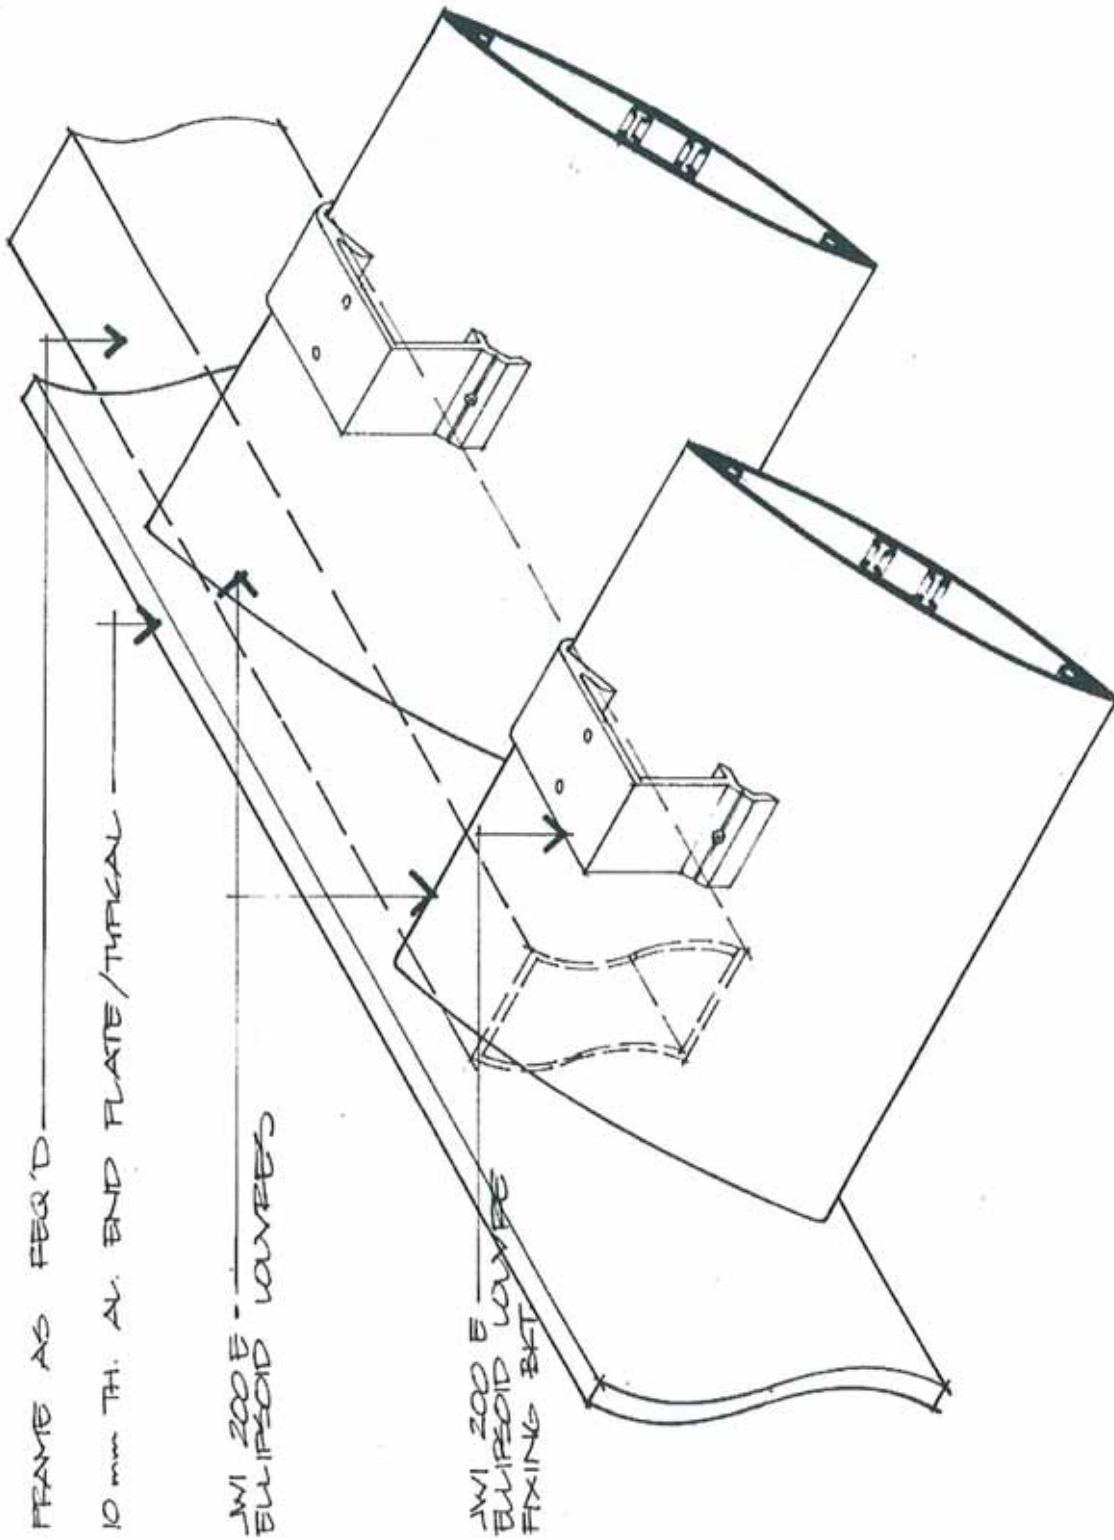 FRAME AS REQ'D
10 mm TH. AL. END PLATE/TYPICAL
JWI 200 E
ELLIPSOID LOUVRES
JWI 200 E
ELLIPSOID LOUVRE
FIXING BKT